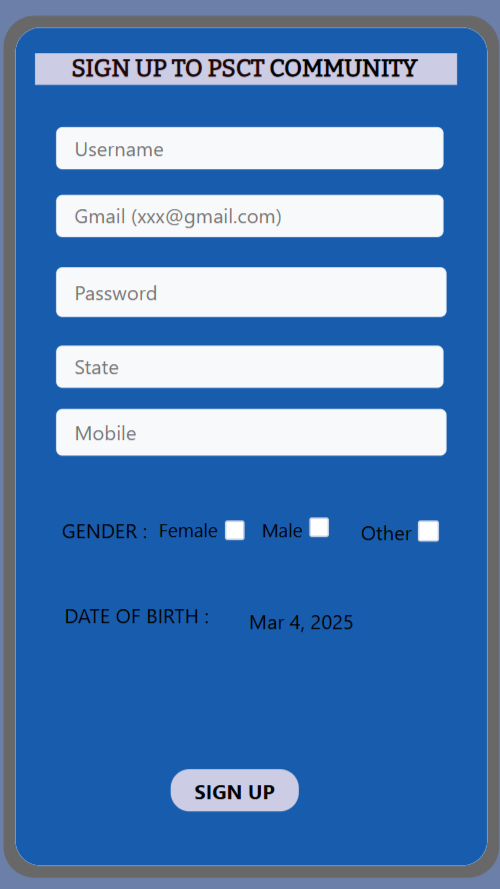 SIGN UP TO PSCT COMMUNITY
Username
Gmail (xxx@gmail.com)
Password
State
Mobile
GENDER : Female Male Other
DATE OF BIRTH : Mar 4, 2025
SIGN UP